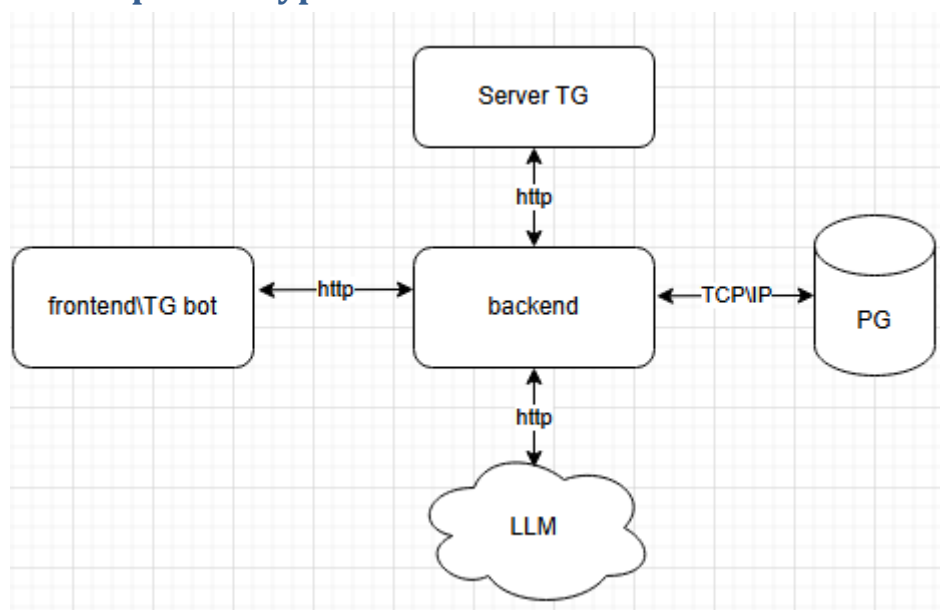 Server TG
http
frontend\TG bot
http
backend
TCP\IP
PG
http
LLM